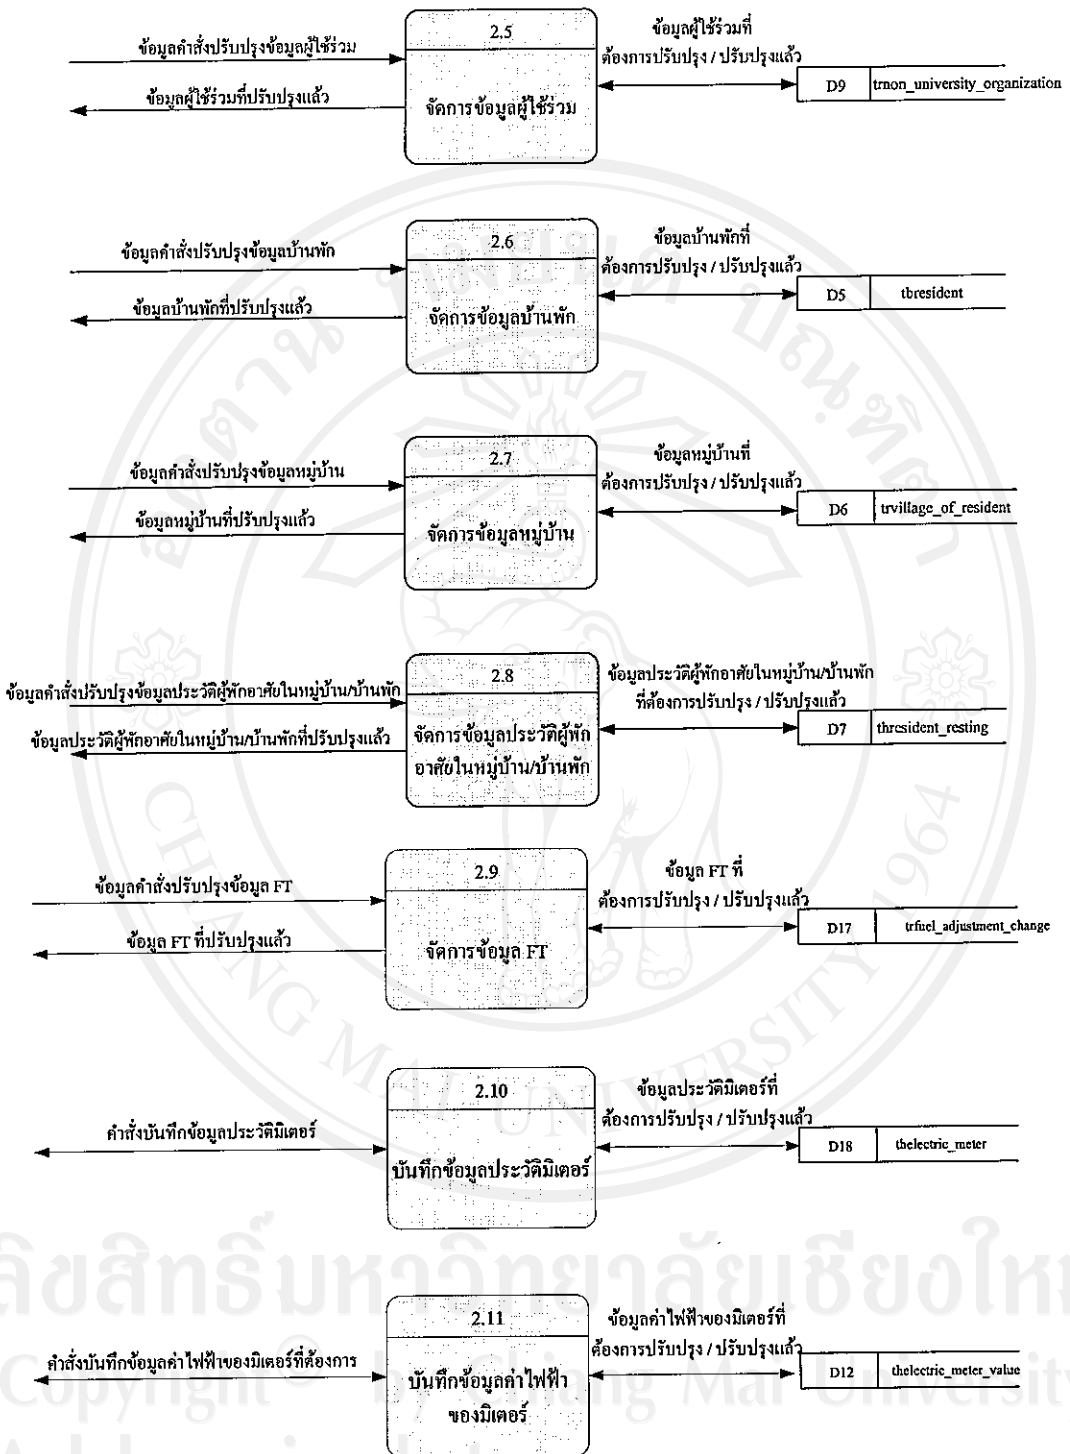 2.5
ข้อมูลคำสั่งปรับปรุงข้อมูลผู้ใช้ร่วม
ข้อมูลผู้ใช้ร่วมที่ปรับปรุงแล้ว
จัดการข้อมูลผู้ใช้ร่วม
ข้อมูลผู้ใช้ร่วมที่
ต้องการปรับปรุง / ปรับปรุงแล้ว
D9 trnon_university_organization
2.6
ข้อมูลคำสั่งปรับปรุงข้อมูลบ้านพัก
ข้อมูลบ้านพักที่ปรับปรุงแล้ว
จัดการข้อมูลบ้านพัก
ข้อมูลบ้านพักที่
ต้องการปรับปรุง / ปรับปรุงแล้ว
D5 tbresident
2.7
ข้อมูลคำสั่งปรับปรุงข้อมูลหมู่บ้าน
ข้อมูลหมู่บ้านที่ปรับปรุงแล้ว
จัดการข้อมูลหมู่บ้าน
ข้อมูลหมู่บ้านที่
ต้องการปรับปรุง / ปรับปรุงแล้ว
D6 trvillage_of_resident
2.8
ข้อมูลคำสั่งปรับปรุงข้อมูลประวัติผู้พักอาศัยในหมู่บ้าน/บ้านพัก
ข้อมูลประวัติผู้พักอาศัยในหมู่บ้าน/บ้านพักที่ปรับปรุงแล้ว
จัดการข้อมูลประวัติผู้พัก
อาศัยในหมู่บ้าน/บ้านพัก
ข้อมูลประวัติผู้พักอาศัยในหมู่บ้าน/บ้านพัก
ที่ต้องการปรับปรุง / ปรับปรุงแล้ว
D7 thresident_resting
2.9
ข้อมูลคำสั่งปรับปรุงข้อมูล FT
ข้อมูล FT ที่ปรับปรุงแล้ว
จัดการข้อมูล FT
ข้อมูล FT ที่
ต้องการปรับปรุง / ปรับปรุงแล้ว
D17 trfuel_adjustment_change
2.10
คำสั่งบันทึกข้อมูลประวัติมิเตอร์
บันทึกข้อมูลประวัติมิเตอร์
ข้อมูลประวัติมิเตอร์ที่
ต้องการปรับปรุง / ปรับปรุงแล้ว
D18 thelectric_meter
2.11
คำสั่งบันทึกข้อมูลค่าไฟฟ้าของมิเตอร์ที่ต้องการ
บันทึกข้อมูลค่าไฟฟ้า
ของมิเตอร์
ข้อมูลค่าไฟฟ้าของมิเตอร์ที่
ต้องการปรับปรุง / ปรับปรุงแล้ว
D12 thelectric_meter_value
CHIANG MAI UNIVERSITY 1964
ลิขสิทธิ์มหาวิทยาลัยเชียงใหม
Copyright © by Chiang Mai University